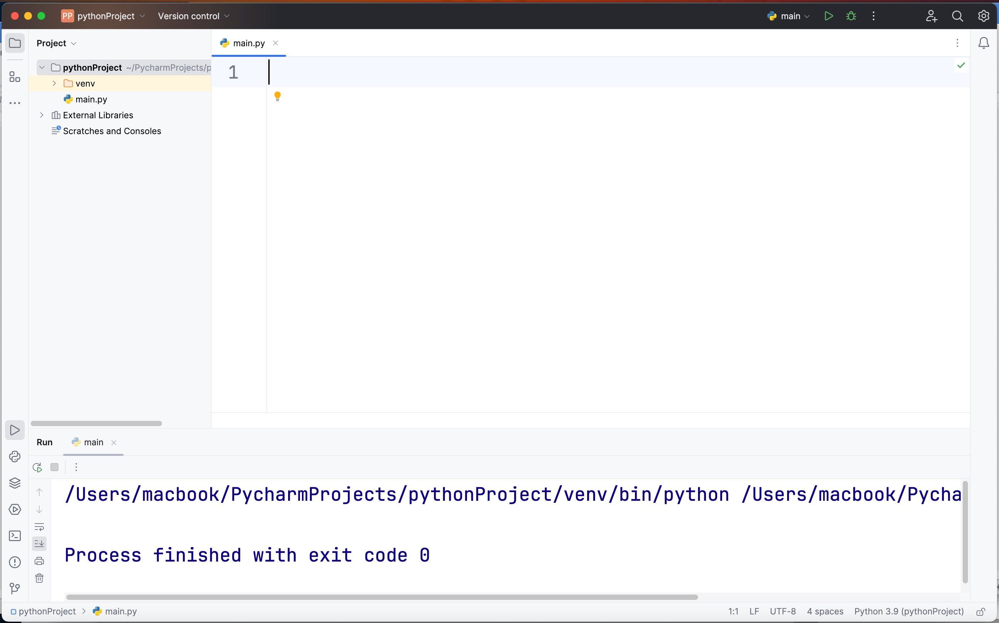 PP pythonProject Version control main
Project
main.py
pythonProject ~/PycharmProjects/p
1
venv
main.py
External Libraries
Scratches and Consoles
Run main
/Users/macbook/PycharmProjects/pythonProject/venv/bin/python /Users/macbook/Pycha
Process finished with exit code 0
pythonProject > main.py 1:1 LF UTF-8 4 spaces Python 3.9 (pythonProject)